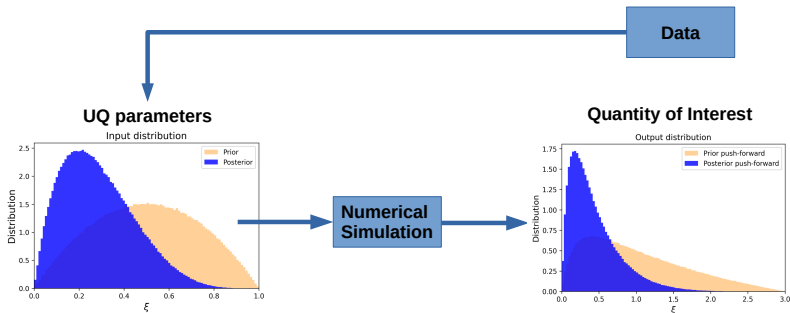 Data
UQ parameters
Input distribution
Prior
Posterior
Distribution
2.5
2.0
1.5
1.0
0.5
0.0
0.0 0.2 0.4 0.6 0.8 1.0
ξ
Numerical
Simulation
Quantity of Interest
Output distribution
Prior push-forward
Posterior push-forward
Distribution
1.75
1.50
1.25
1.00
0.75
0.50
0.25
0.00
0.0 0.5 1.0 1.5 2.0 2.5 3.0
ξ